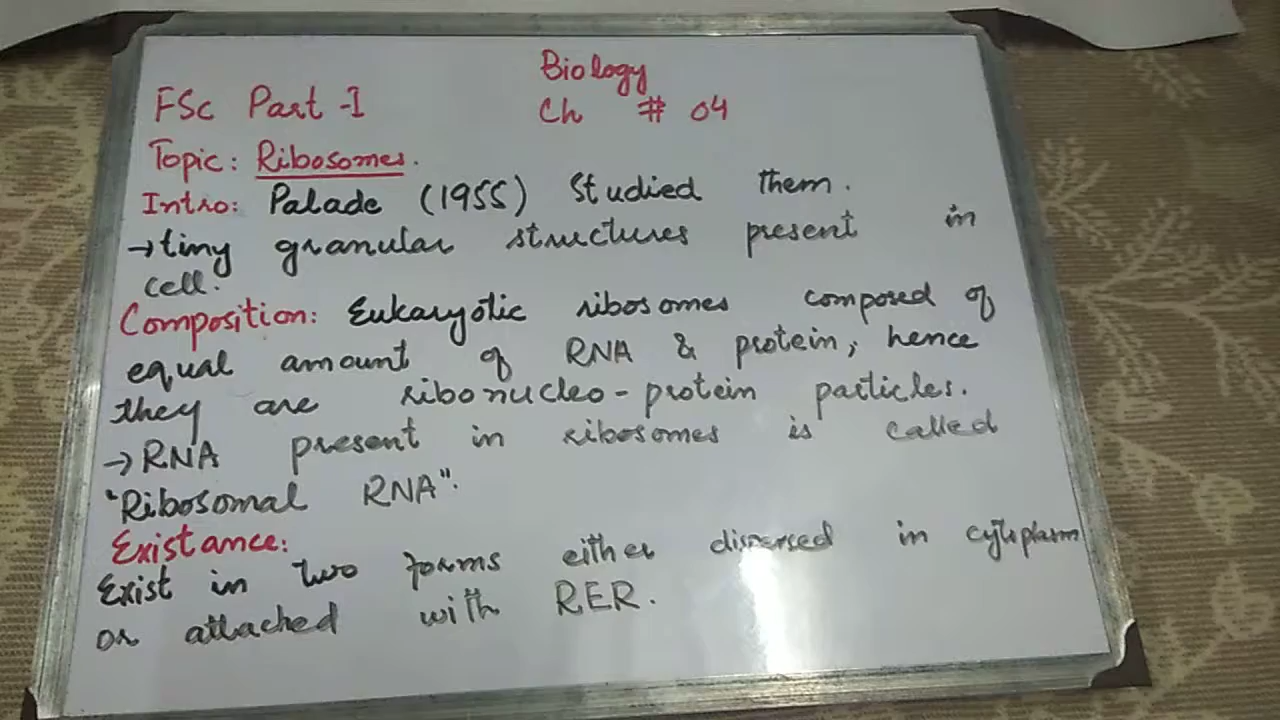 Biology
FSc Part-I Ch # 04
Topic: Ribosomes.
Intro: Palade (1955) Studied them.
→tiny granular structures present in
cell.
Composition: Eukaryotic ribosomes composed of
equal amount of RNA & protein, hence
they are ribonucleo-protein particles.
→RNA present in ribosomes is called
"Ribosomal RNA".
Existance:
Exist in two forms either dispersed in cytoplasm
or attached with RER.